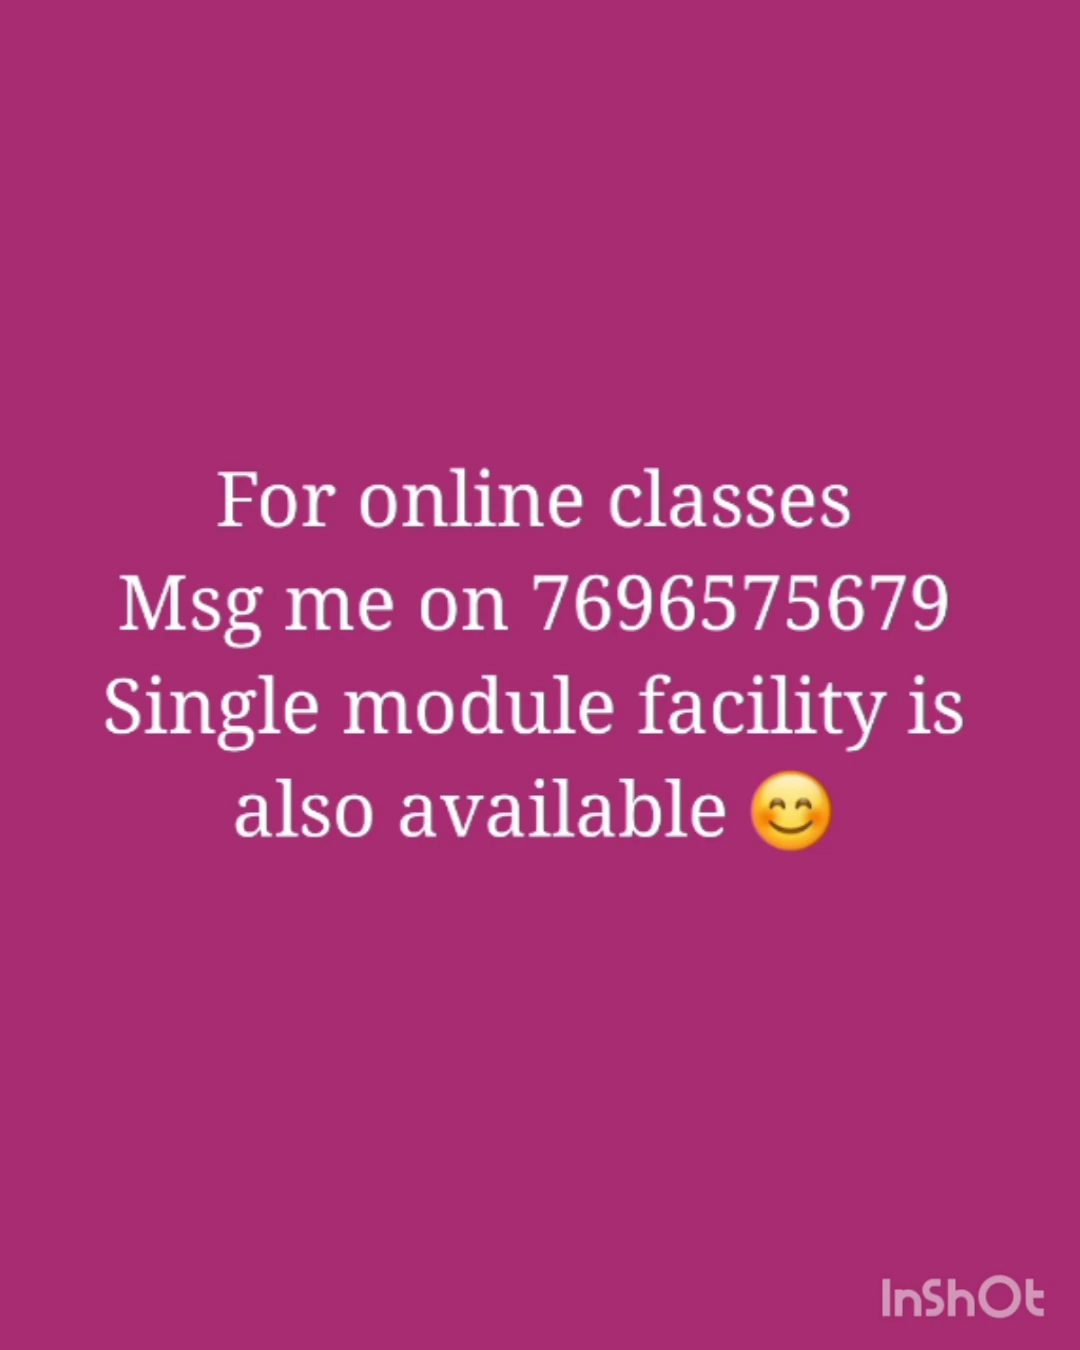 For online classes
Msg me on 7696575679
Single module facility is
also available 😊
InShOt